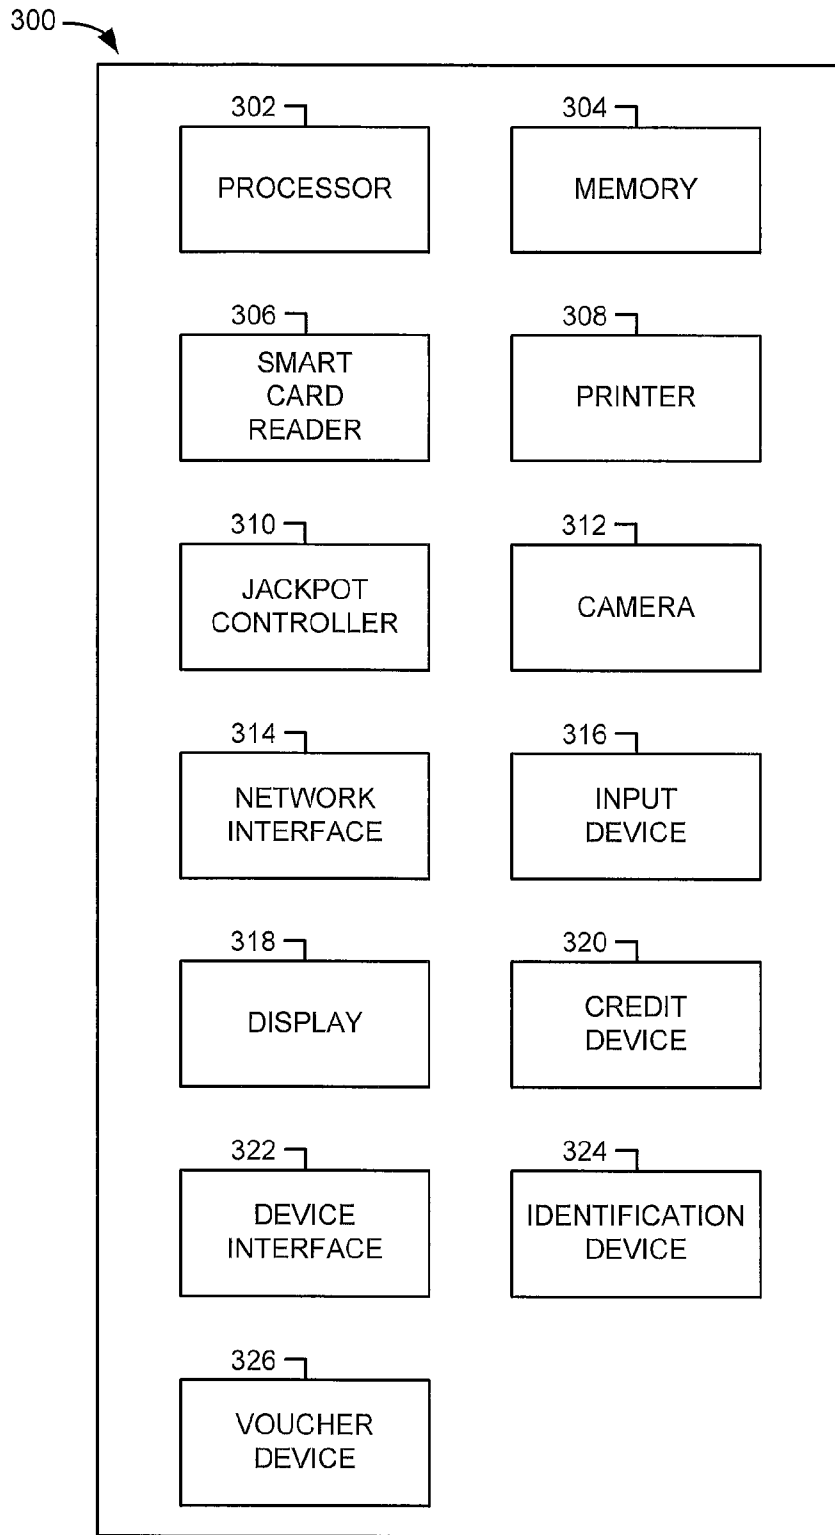 300
302 304
PROCESSOR MEMORY
306 308
SMART
CARD
READER
PRINTER
310 312
JACKPOT
CONTROLLER
CAMERA
314 316
NETWORK
INTERFACE
INPUT
DEVICE
318 320
DISPLAY
CREDIT
DEVICE
322 324
DEVICE
INTERFACE
IDENTIFICATION
DEVICE
326
VOUCHER
DEVICE